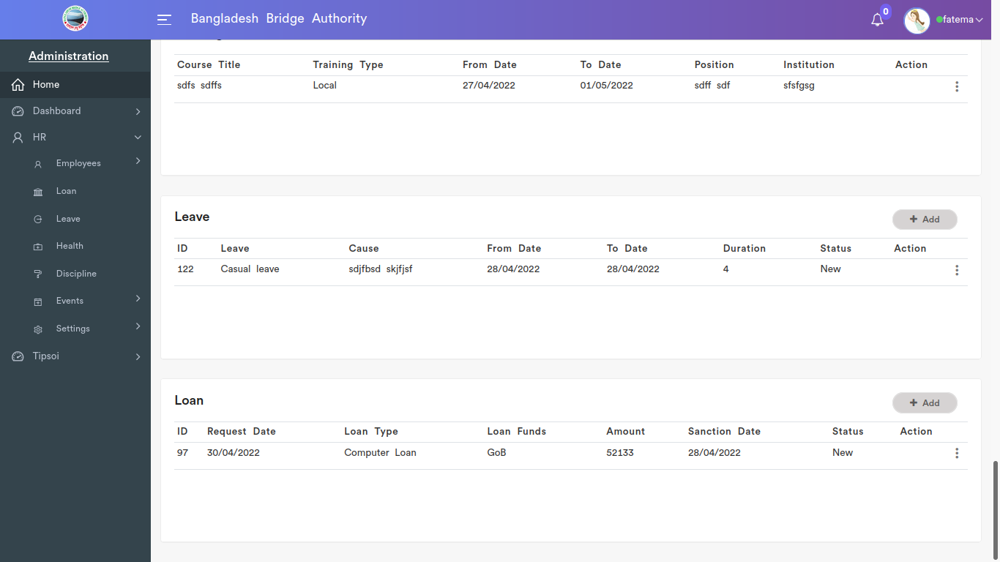 Bangladesh Bridge Authority
0
fatema
Administration
Home
Dashboard
HR
Employees
Loan
Leave
Health
Discipline
Events
Settings
Tipsoi
Course Title Training Type From Date To Date Position Institution Action
sdfs sdffs Local 27/04/2022 01/05/2022 sdff sdf sfsfgsg
Leave
+ Add
ID Leave Cause From Date To Date Duration Status Action
122 Casual leave sdjfbsd skjfjsf 28/04/2022 28/04/2022 4 New
Loan
+ Add
ID Request Date Loan Type Loan Funds Amount Sanction Date Status Action
97 30/04/2022 Computer Loan GoB 52133 28/04/2022 New